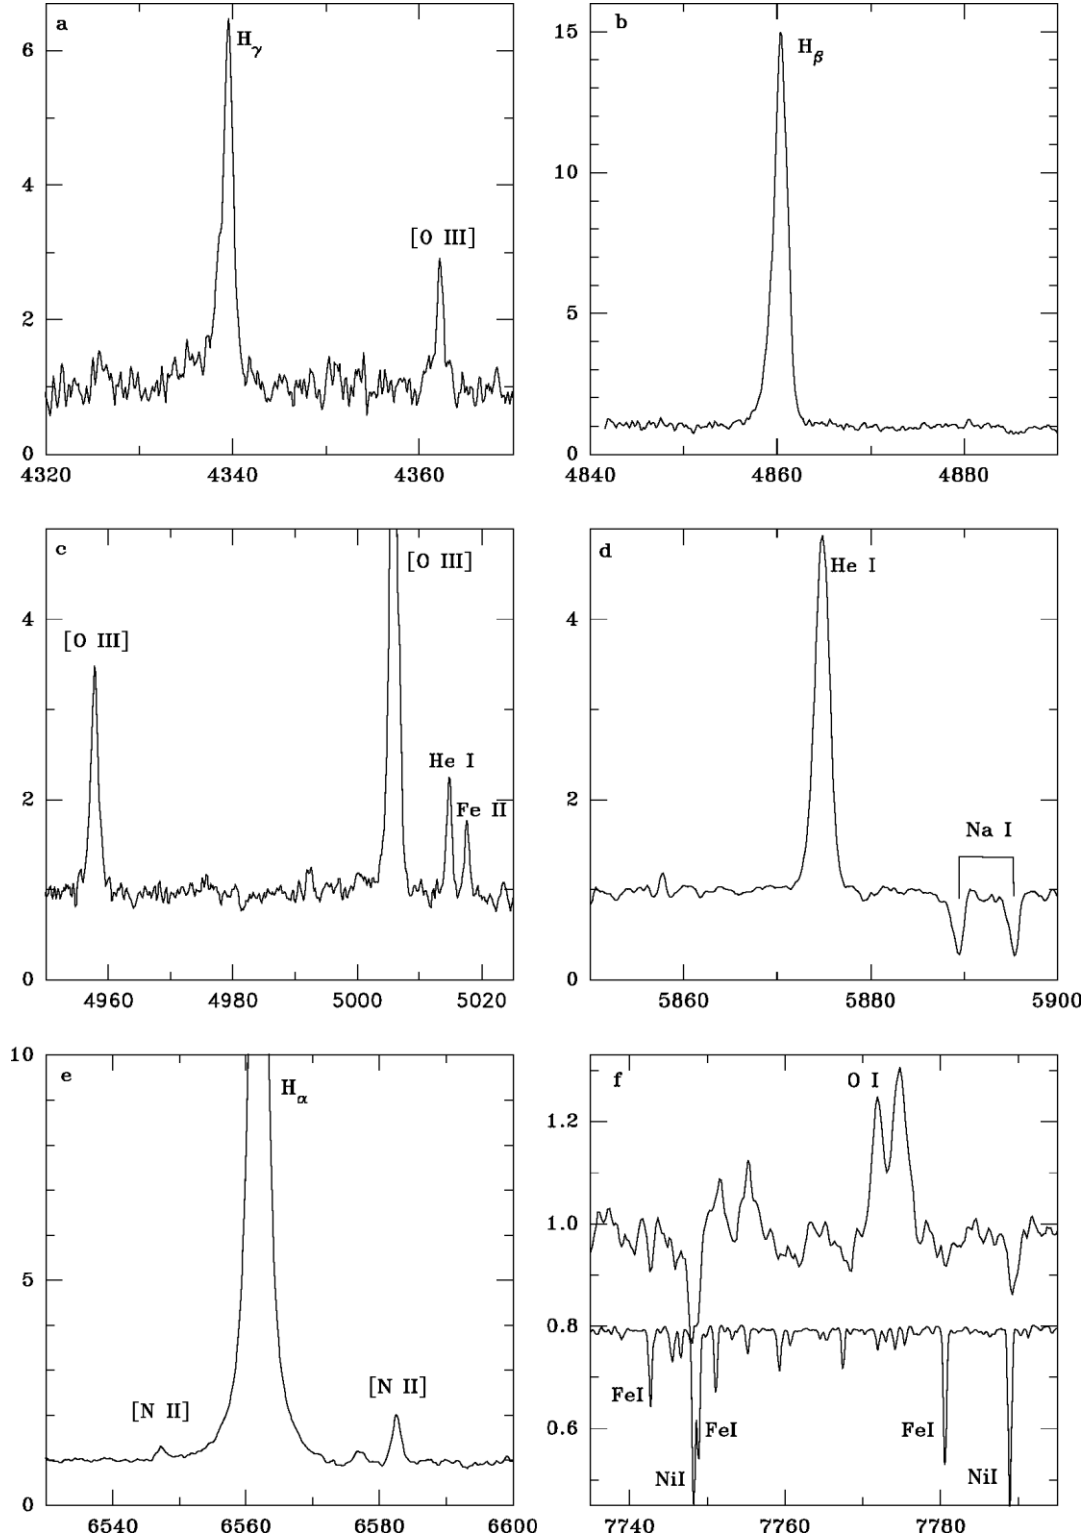 a
6
H γ
4
[O III]
2
0
4320 4340 4360
b
15
H β
10
5
0
4840 4860 4880
c
[O III]
4
[O III]
He I
2
Fe II
0
4960 4980 5000 5020
d
He I
4
2
Na I
0
5860 5880 5900
10
e
H α
5
[N II]
[N II]
0
6540 6560 6580 6600
f
O I
1.2
1.0
0.8
FeI
FeI
FeI
0.6
NiI
NiI
7740 7760 7780